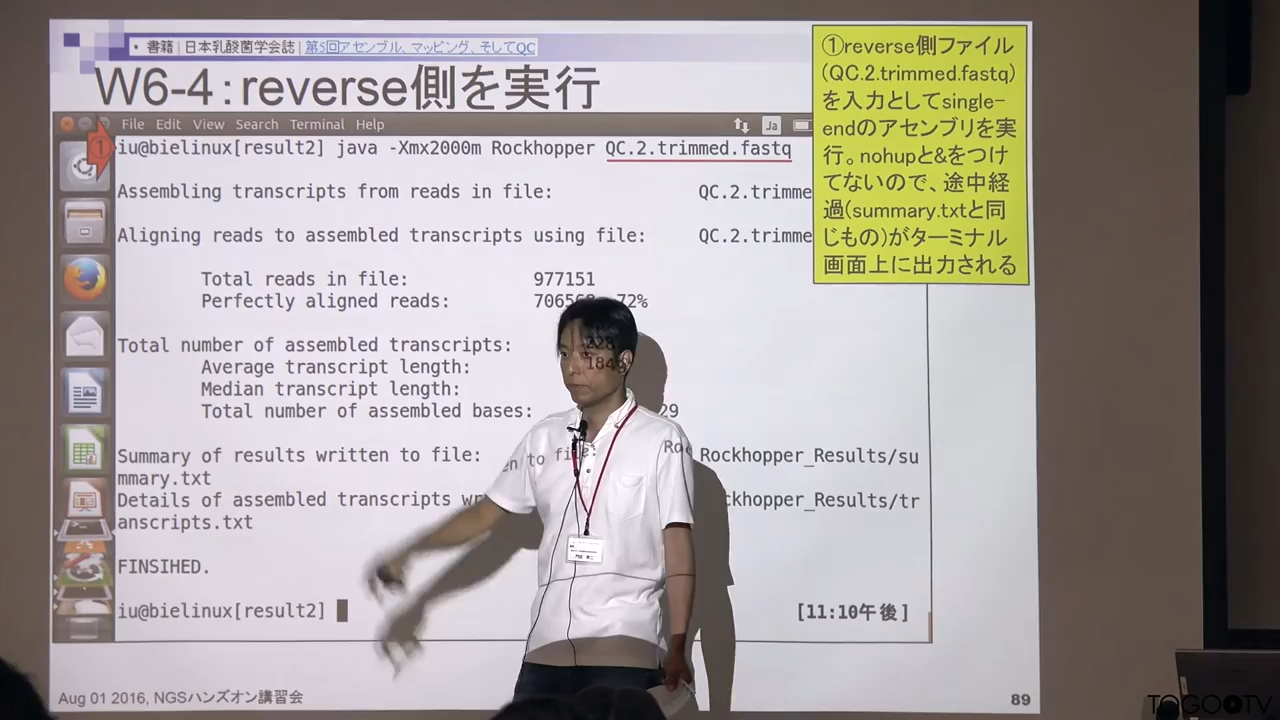 • 書籍 | 日本乳酸菌学会誌 | 第5回アセンブル、マッピング、そしてQC
W6-4：reverse側を実行
①reverse側ファイル
(QC.2.trimmed.fastq)
を入力としてsingle-
endのアセンブリを実
行。nohupと&をつけ
てないので、途中経
過(summary.txtと同
じもの)がターミナル
画面上に出力される
File Edit View Search Terminal Help
Ja
①
iu@bielinux[result2] java -Xmx2000m Rockhopper QC.2.trimmed.fastq
Assembling transcripts from reads in file: QC.2.trimme
Aligning reads to assembled transcripts using file: QC.2.trimme
Total reads in file: 977151
Perfectly aligned reads: 72%
Total number of assembled transcripts: 228
Average transcript length:
Median transcript length:
Total number of assembled bases: 29
Summary of results written to file: Rockhopper_Results/su
mmary.txt
Details of assembled transcripts wr ckhopper_Results/tr
anscripts.txt
FINSIHED.
iu@bielinux[result2]
[11:10午後]
Aug 01 2016, NGSハンズオン講習会
89
TOGOTV